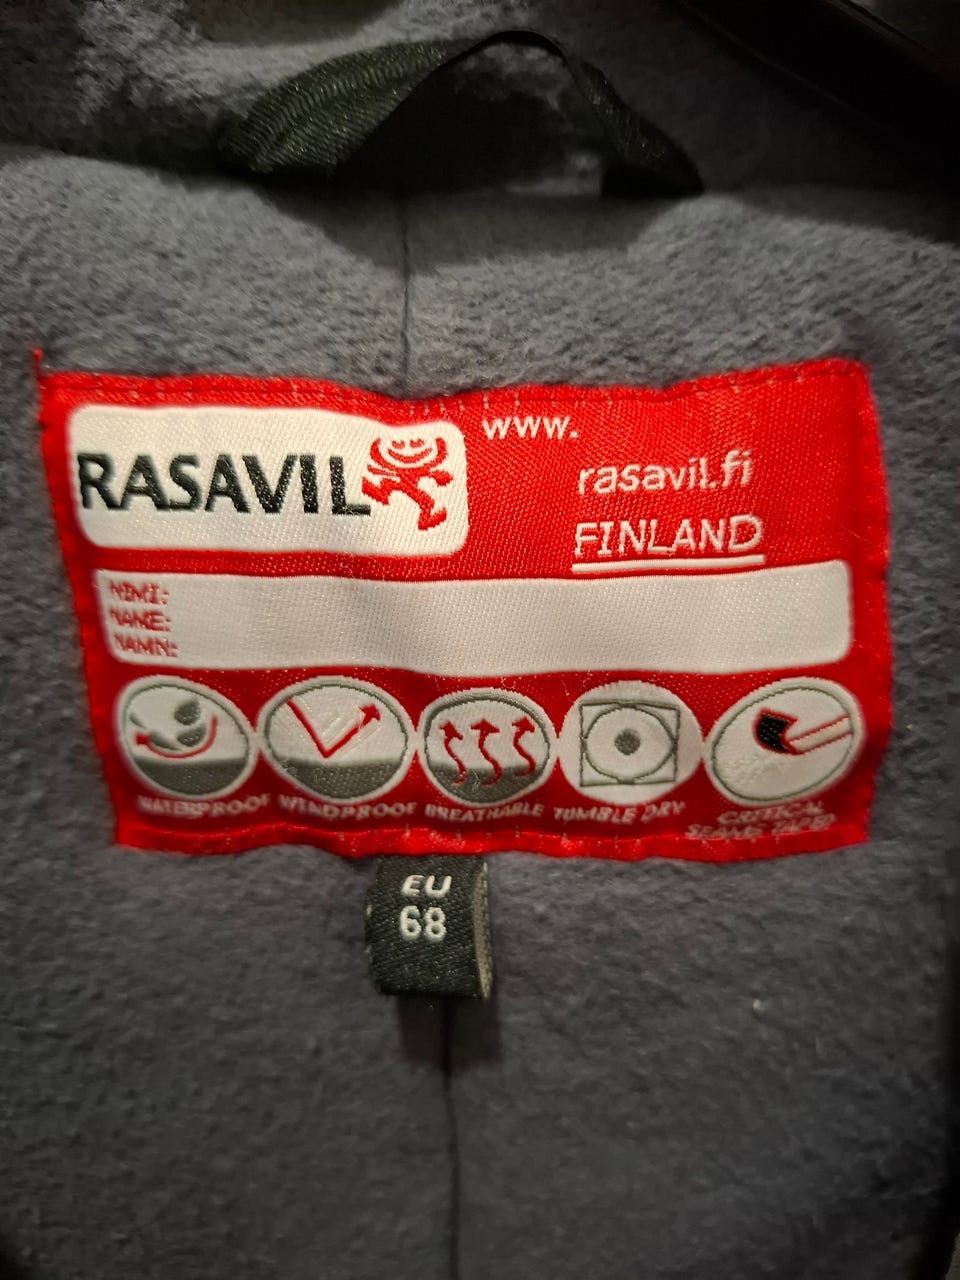 RASAVIL
www.
rasavil.fi
FINLAND
NIMI:
NAME:
NAMN:
WATERPROOF WINDPROOF BREATHABLE TUMBLE DRY CRITICAL
SEAMS TAPED
EU
68